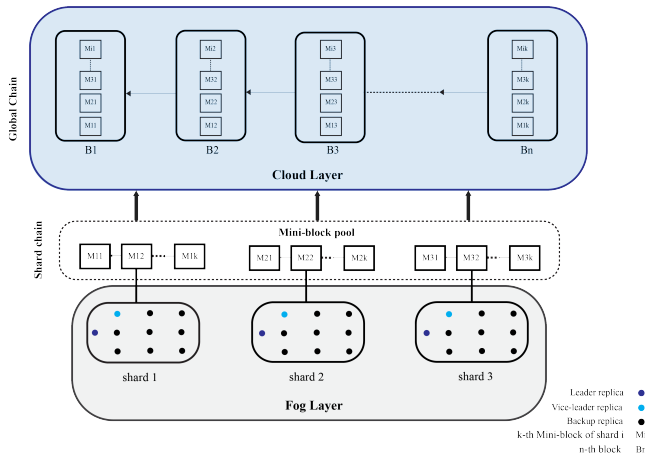 Global Chain
Mi1 Mi2 Mi3 Mik
M31 M32 M33 M3k
M21 M22 M23 M2k
M11 M12 M13 M1k
B1 B2 B3 Bn
Cloud Layer
Shard chain
Mini-block pool
M11 M12 M1k M21 M22 M2k M31 M32 M3k
shard 1 shard 2 shard 3
Fog Layer
Leader replica
Vice-leader replica
Backup replica
k-th Mini-block of shard i Mi
n-th block